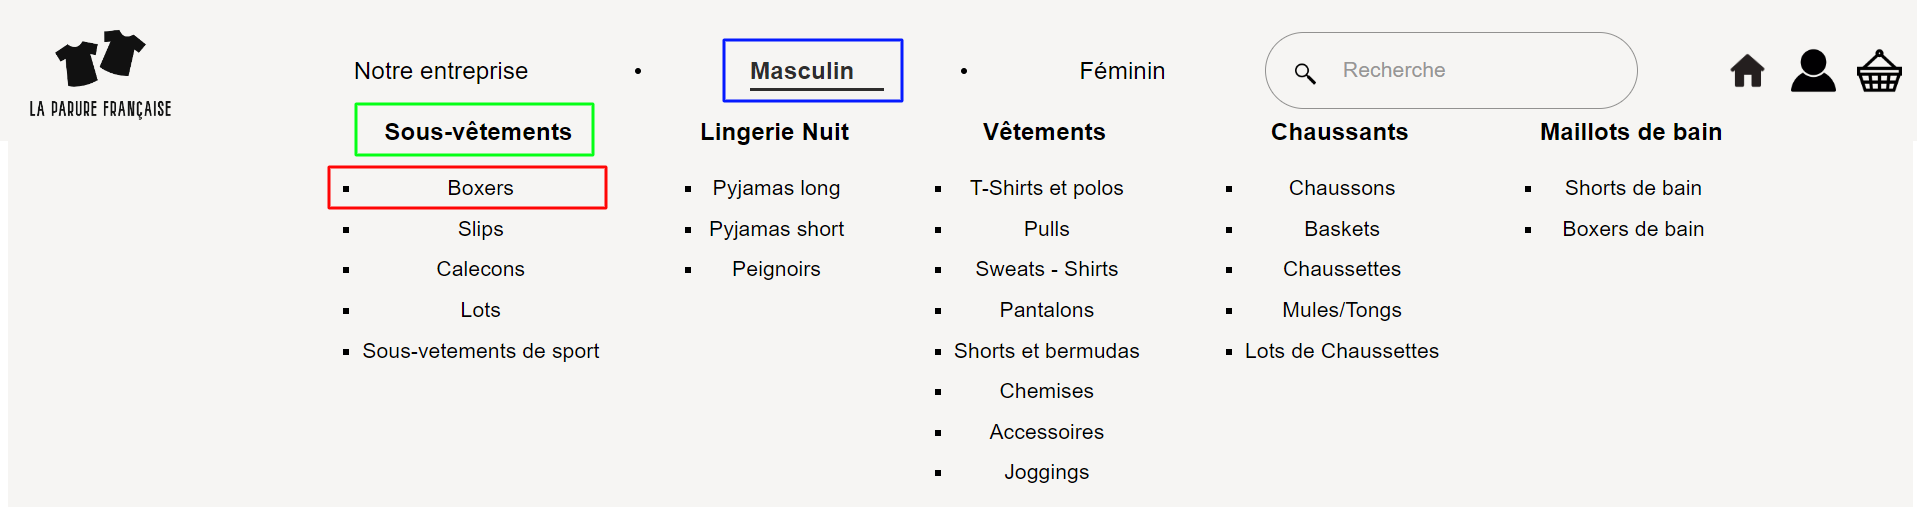 Notre entreprise • Masculin • Féminin Recherche
LA PARURE FRANÇAISE
Sous-vêtements Lingerie Nuit Vêtements Chaussants Maillots de bain
Boxers Pyjamas long T-Shirts et polos Chaussons Shorts de bain
Slips Pyjamas short Pulls Baskets Boxers de bain
Calecons Peignoirs Sweats - Shirts Chaussettes
Lots Pantalons Mules/Tongs
Sous-vetements de sport Shorts et bermudas Lots de Chaussettes
Chemises
Accessoires
Joggings